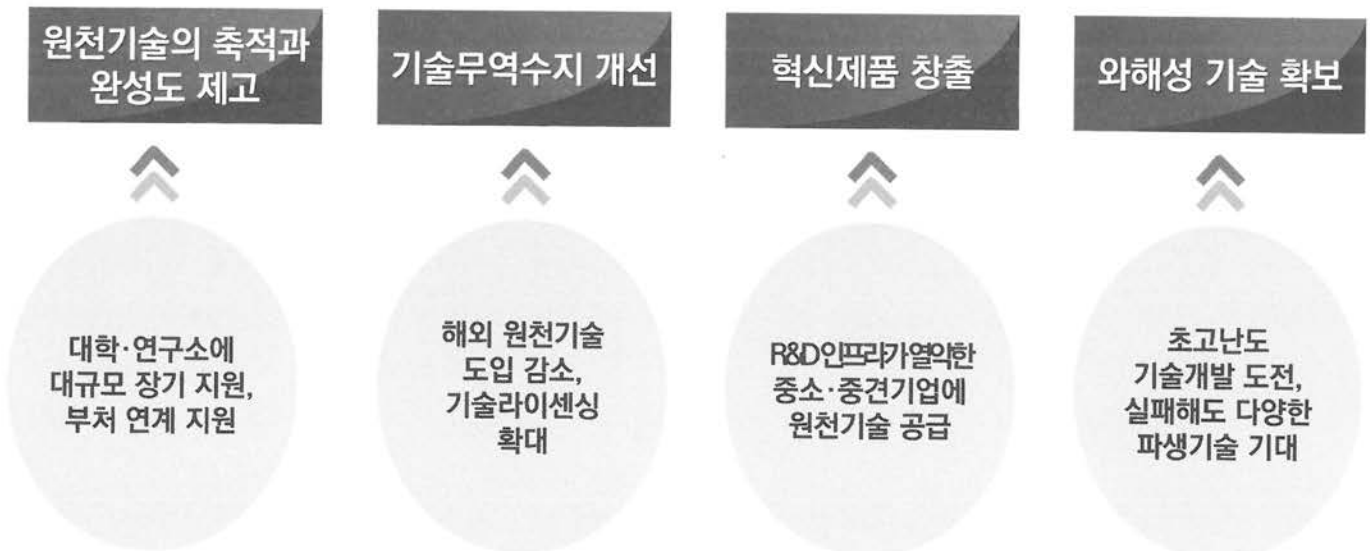 원천기술의 축적과
완성도 제고
기술무역수지 개선
혁신제품 창출
와해성 기술 확보
대학·연구소에
대규모 장기 지원,
부처 연계 지원
해외 원천기술
도입 감소,
기술라이센싱
확대
R&D인프라가열악한
중소·중견기업에
원천기술 공급
초고난도
기술개발 도전,
실패해도 다양한
파생기술 기대